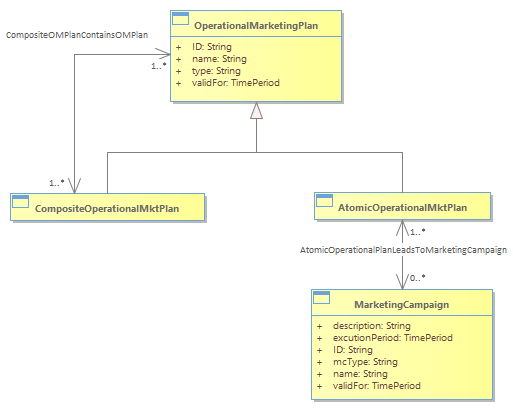 OperationalMarketingPlan
+ ID: String
+ name: String
+ type: String
+ validFor: TimePeriod
CompositeOMPlanContainsOMPlan
1..*
1..*
CompositeOperationalMktPlan
AtomicOperationalMktPlan
1..*
AtomicOperationalPlanLeadsToMarketingCampaign
0..*
MarketingCampaign
+ description: String
+ excutionPeriod: TimePeriod
+ ID: String
+ mcType: String
+ name: String
+ validFor: TimePeriod